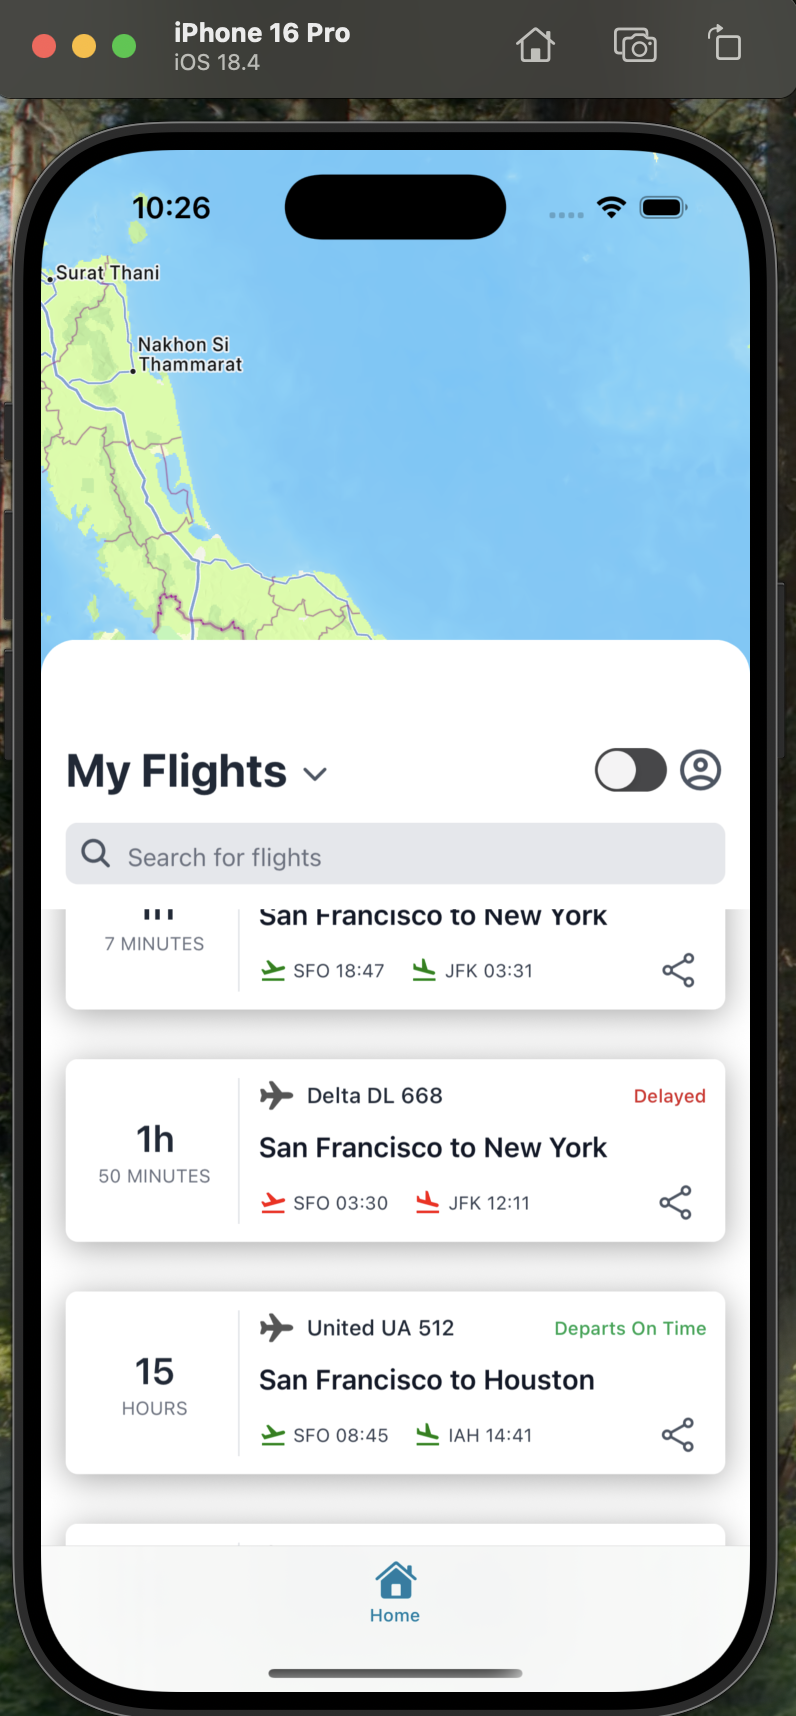 iPhone 16 Pro
iOS 18.4
10:26
Surat Thani
Nakhon Si
Thammarat
My Flights
Search for flights
1h
San Francisco to New York
7 MINUTES
SFO 18:47
JFK 03:31
Delta DL 668
Delayed
1h
San Francisco to New York
50 MINUTES
SFO 03:30
JFK 12:11
United UA 512
Departs On Time
15
San Francisco to Houston
HOURS
SFO 08:45
IAH 14:41
Home